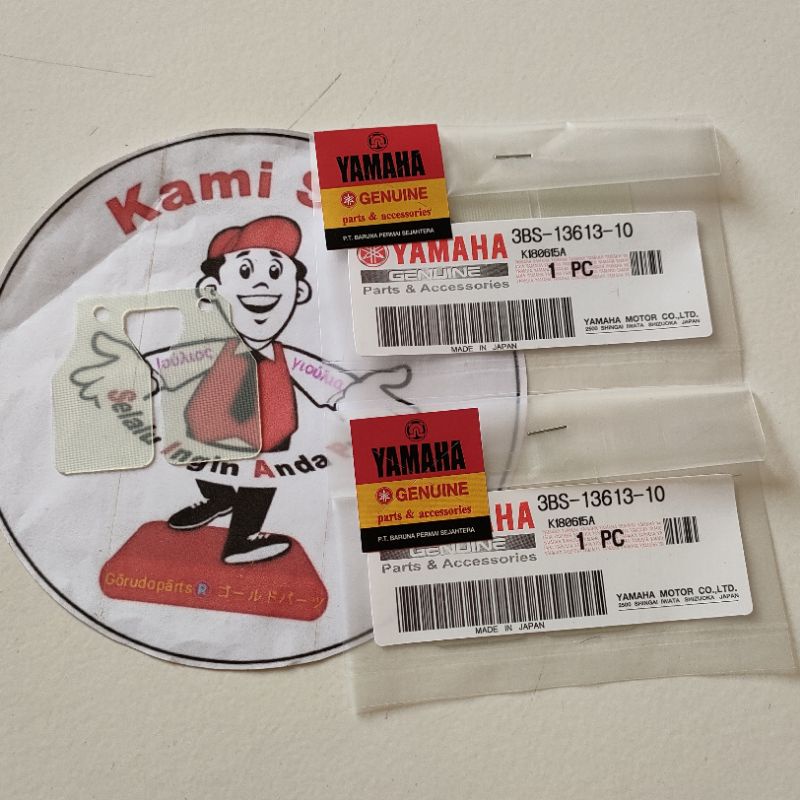 Kami S
Selalu Ingin Anda P
Gōrudopātsu® ゴールドパーツ
YAMAHA
GENUINE
parts & accessories
P.T. BARUNA PERMAI SEJAHTERA
YAMAHA
GENUINE
Parts & Accessories
3BS-13613-10
K180615A
1 PC
MADE IN JAPAN
YAMAHA MOTOR CO.,LTD.
2500 SHINGAI IWATA SHIZUOKA JAPAN
YAMAHA
GENUINE
parts & accessories
P.T. BARUNA PERMAI SEJAHTERA
HA
GENUINE
Parts & Accessories
3BS-13613-10
K180615A
1 PC
MADE IN JAPAN
YAMAHA MOTOR CO.,LTD.
2500 SHINGAI IWATA SHIZUOKA JAPAN